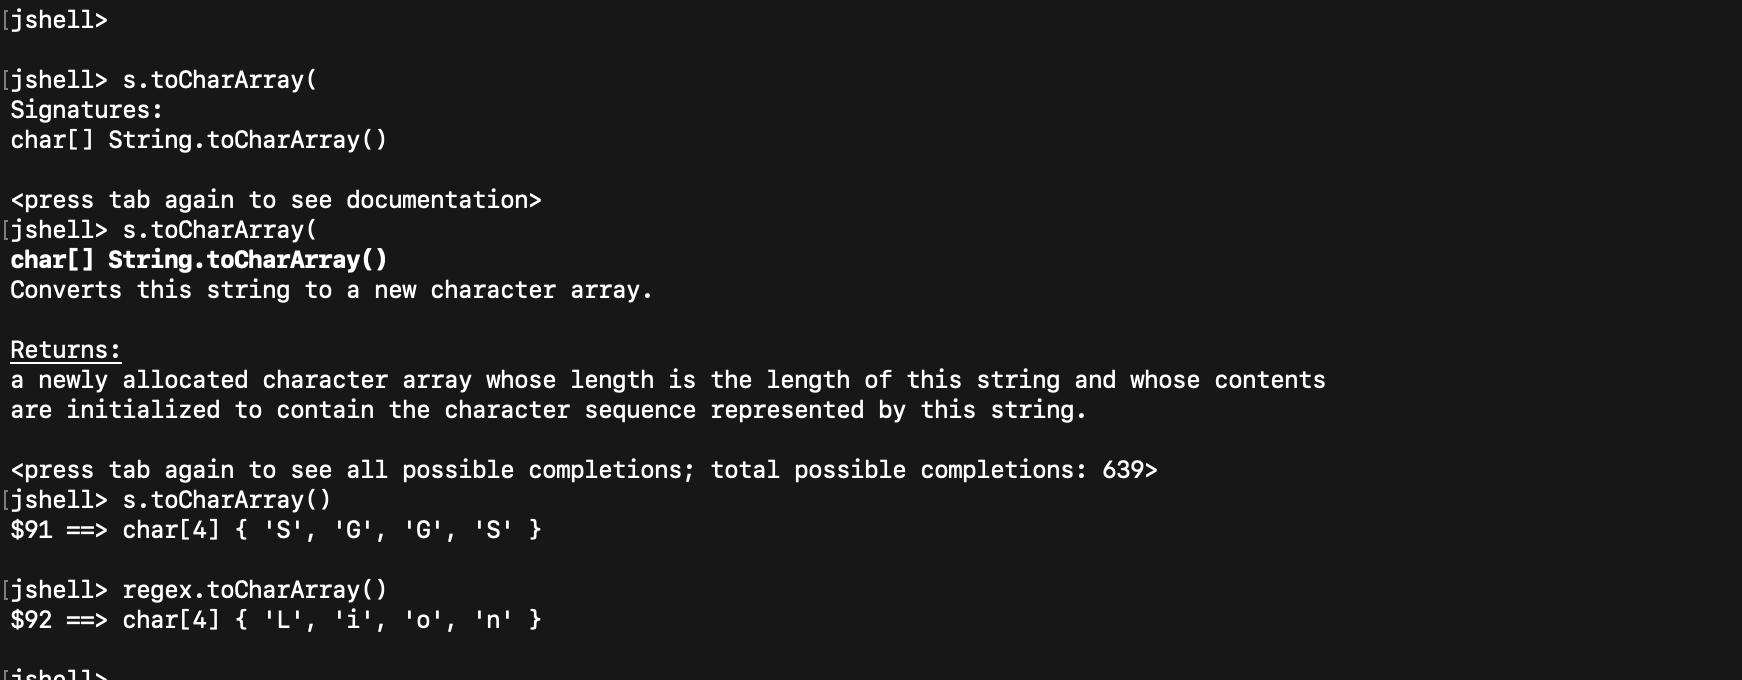 [jshell>
[jshell> s.toCharArray(
Signatures:
char[] String.toCharArray()
<press tab again to see documentation>
[jshell> s.toCharArray(
char[] String.toCharArray()
Converts this string to a new character array.
Returns:
a newly allocated character array whose length is the length of this string and whose contents
are initialized to contain the character sequence represented by this string.
<press tab again to see all possible completions; total possible completions: 639>
[jshell> s.toCharArray()
$91 ==> char[4] { 'S', 'G', 'G', 'S' }
[jshell> regex.toCharArray()
$92 ==> char[4] { 'L', 'i', 'o', 'n' }
[jshell>